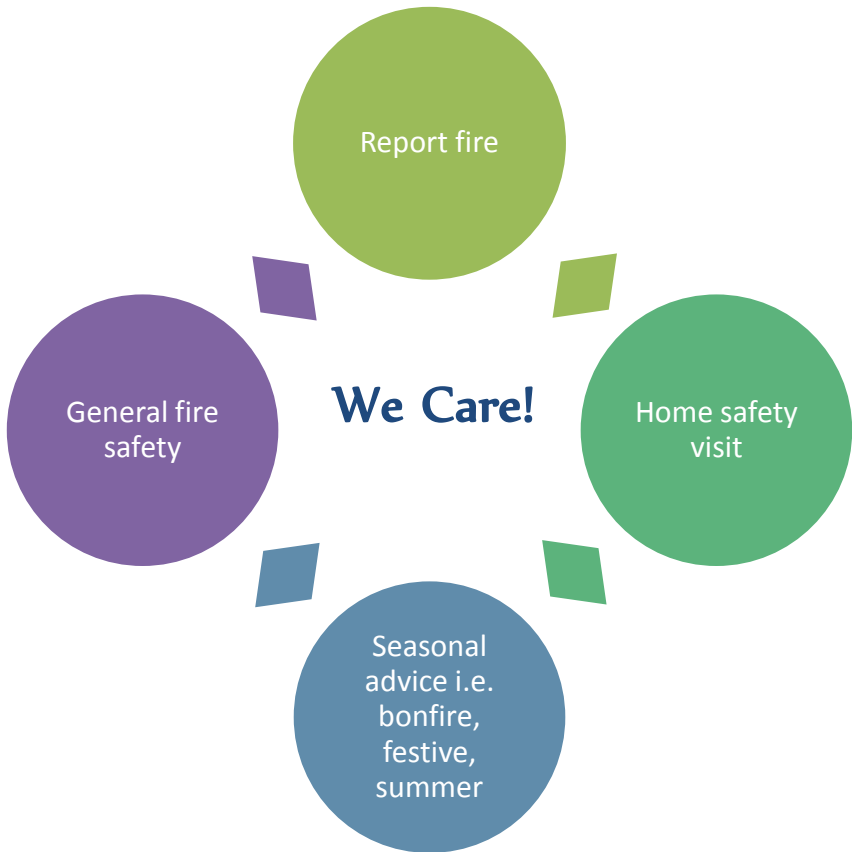 Report fire
General fire
safety
We Care!
Home safety
visit
Seasonal
advice i.e.
bonfire,
festive,
summer